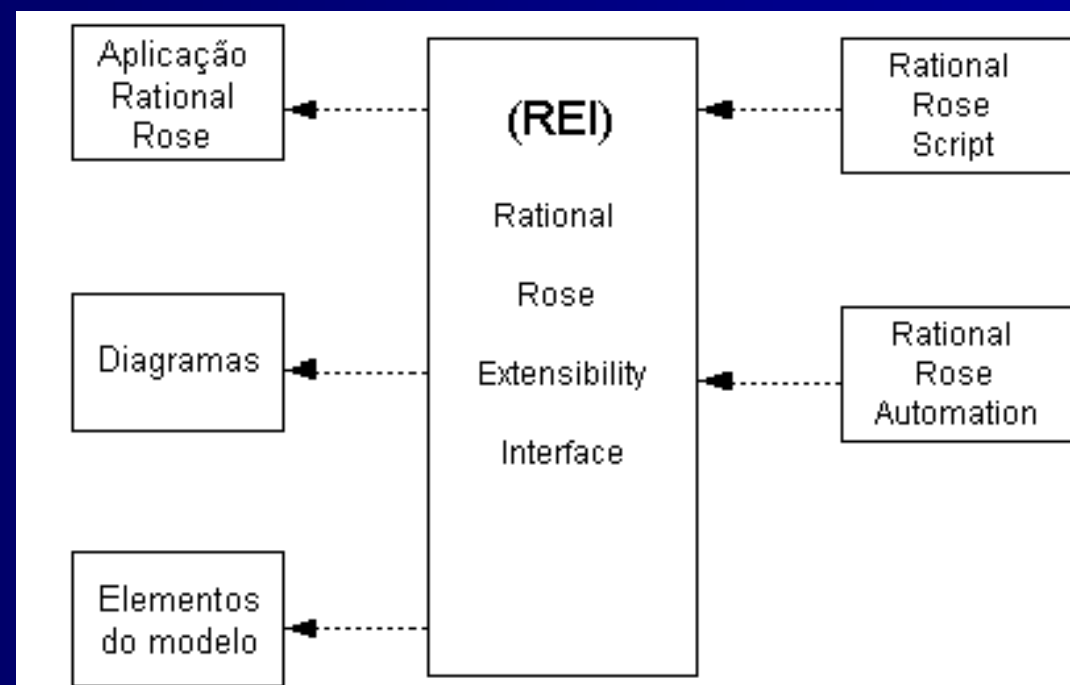 Aplicação
Rational
Rose
Diagramas
Elementos
do modelo
(REI)
Rational
Rose
Extensibility
Interface
Rational
Rose
Script
Rational
Rose
Automation